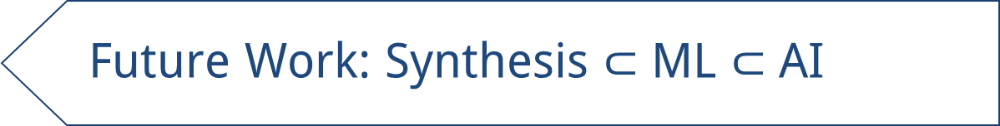 Future Work: Synthesis ⊂ ML ⊂ AI